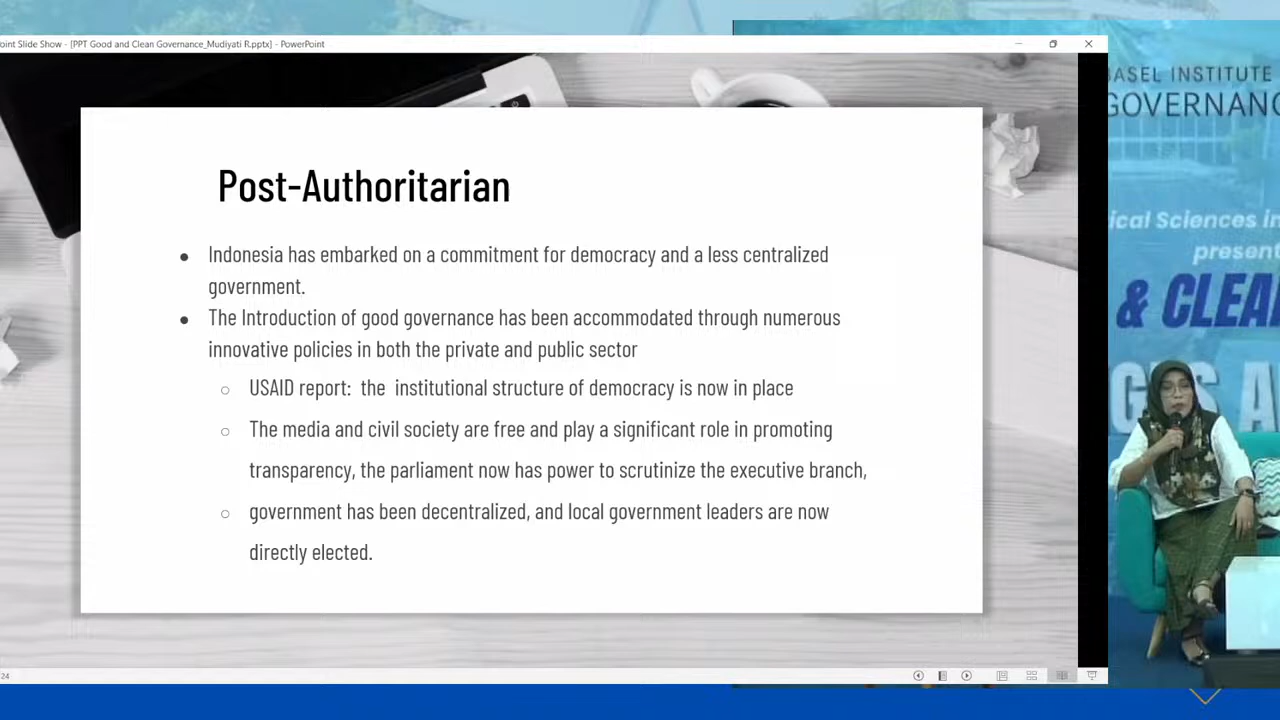 oint Slide Show - [PPT Good and Clean Governance_Mudiyati R.pptx] - PowerPoint
Post-Authoritarian
● Indonesia has embarked on a commitment for democracy and a less centralized
government.
● The Introduction of good governance has been accommodated through numerous
innovative policies in both the private and public sector
○ USAID report:  the  institutional structure of democracy is now in place
○ The media and civil society are free and play a significant role in promoting
transparency, the parliament now has power to scrutinize the executive branch,
○ government has been decentralized, and local government leaders are now
directly elected.
24
BASEL INSTITUTE
GOVERNANC
ical Sciences in
present
& CLEA